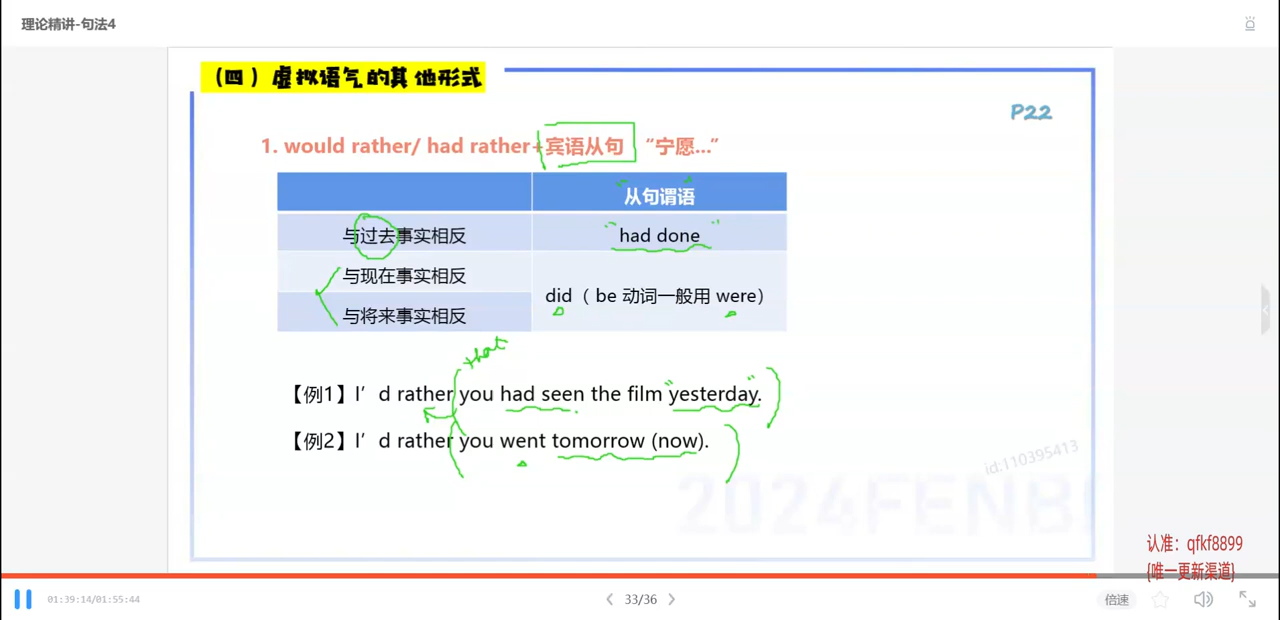 理论精讲-句法4
（四）虚拟语气的其他形式
P22
1. would rather/ had rather+宾语从句 “宁愿…”
从句谓语
与过去事实相反 had done
与现在事实相反
did（ be 动词一般用 were）
与将来事实相反
that
【例1】I’d rather you had seen the film yesterday.
【例2】I’d rather you went tomorrow (now).
id:110395413
2024FENB
认准：qfkf8899
{唯一更新渠道}
01:39:14/01:55:44
33/36
倍速